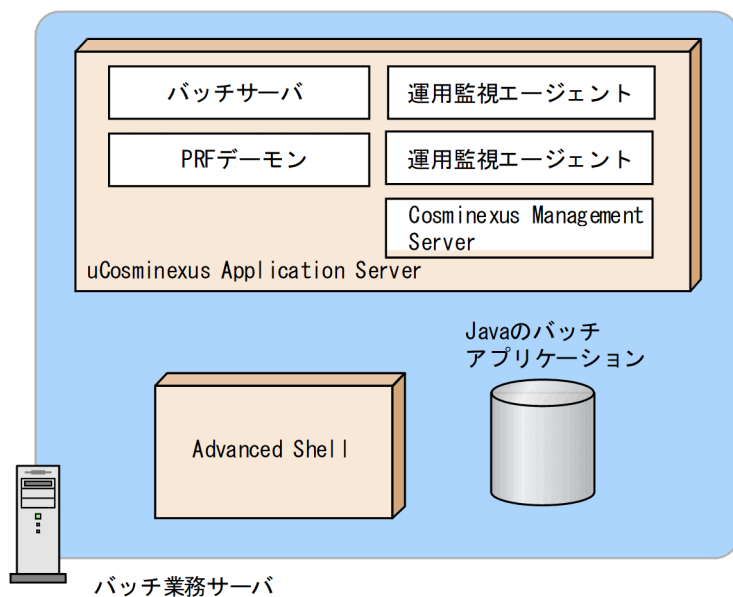 バッチサーバ
運用監視エージェント
PRFデーモン
運用監視エージェント
Cosminexus Management
Server
uCosminexus Application Server
Javaのバッチ
アプリケーション
Advanced Shell
バッチ業務サーバ